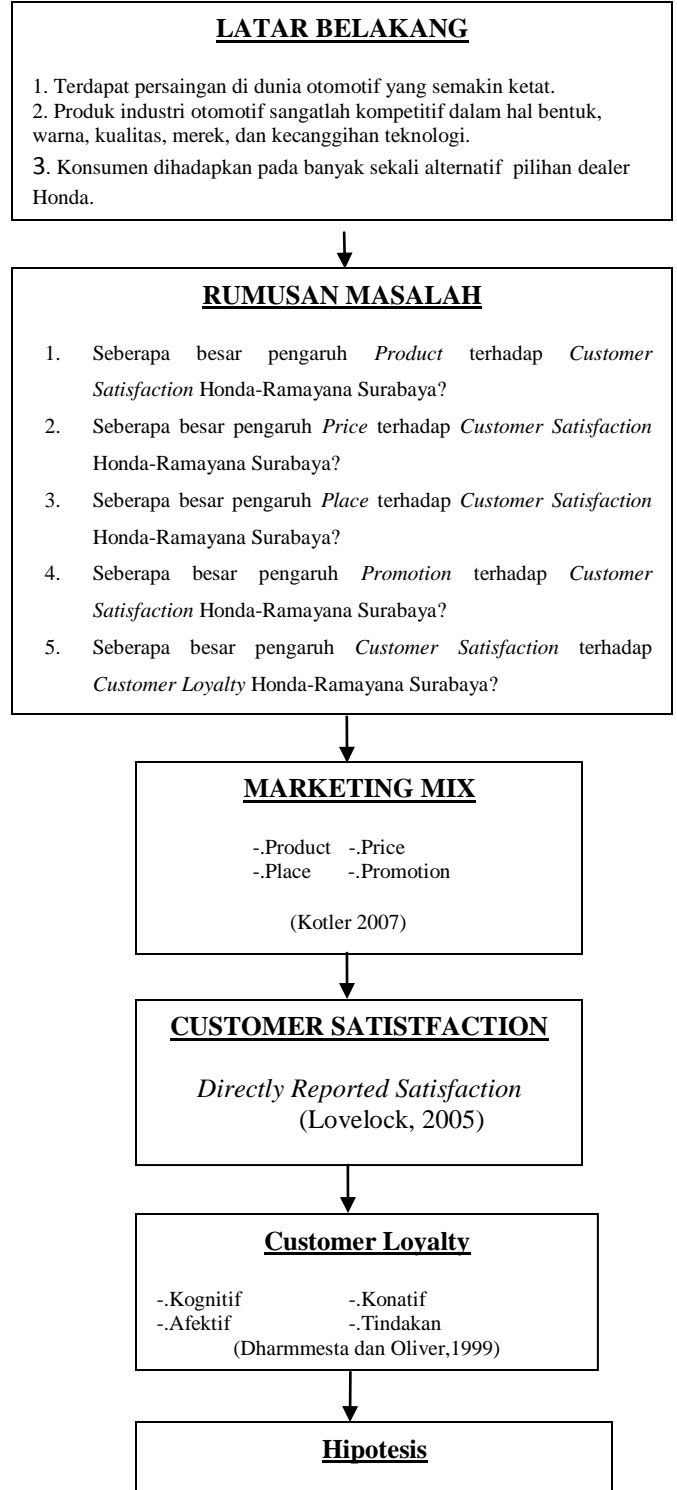 LATAR BELAKANG
1. Terdapat persaingan di dunia otomotif yang semakin ketat.
2. Produk industri otomotif sangatlah kompetitif dalam hal bentuk,
warna, kualitas, merek, dan kecanggihan teknologi.
3. Konsumen dihadapkan pada banyak sekali alternatif pilihan dealer
Honda.
RUMUSAN MASALAH
1. Seberapa besar pengaruh Product terhadap Customer
Satisfaction Honda-Ramayana Surabaya?
2. Seberapa besar pengaruh Price terhadap Customer Satisfaction
Honda-Ramayana Surabaya?
3. Seberapa besar pengaruh Place terhadap Customer Satisfaction
Honda-Ramayana Surabaya?
4. Seberapa besar pengaruh Promotion terhadap Customer
Satisfaction Honda-Ramayana Surabaya?
5. Seberapa besar pengaruh Customer Satisfaction terhadap
Customer Loyalty Honda-Ramayana Surabaya?
MARKETING MIX
-.Product -.Price
-.Place -.Promotion
(Kotler 2007)
CUSTOMER SATISTFACTION
Directly Reported Satisfaction
(Lovelock, 2005)
Customer Loyalty
-.Kognitif -.Konatif
-.Afektif -.Tindakan
(Dharmmesta dan Oliver,1999)
Hipotesis